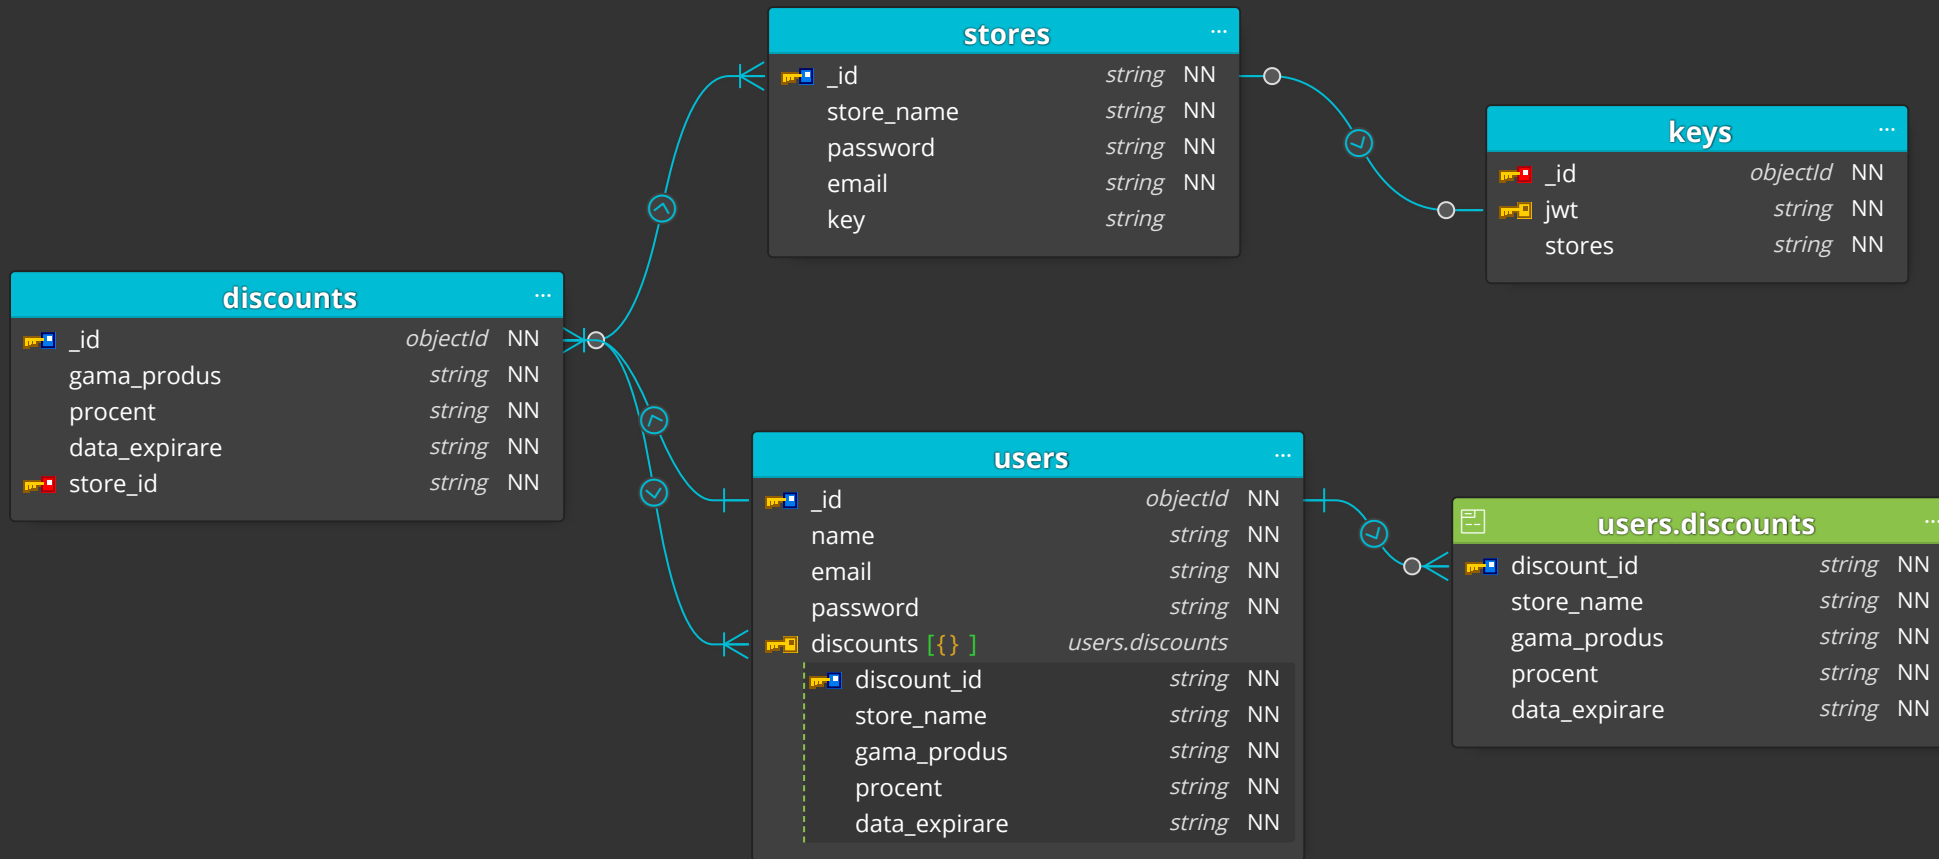 stores ...
_id string NN
store_name string NN
password string NN
email string NN
key string
keys ...
_id objectId NN
jwt string NN
stores string NN
discounts ...
_id objectId NN
gama_produs string NN
procent string NN
data_expirare string NN
store_id string NN
users ...
_id objectId NN
name string NN
email string NN
password string NN
discounts [{} ] users.discounts
discount_id string NN
store_name string NN
gama_produs string NN
procent string NN
data_expirare string NN
users.discounts ...
discount_id string NN
store_name string NN
gama_produs string NN
procent string NN
data_expirare string NN